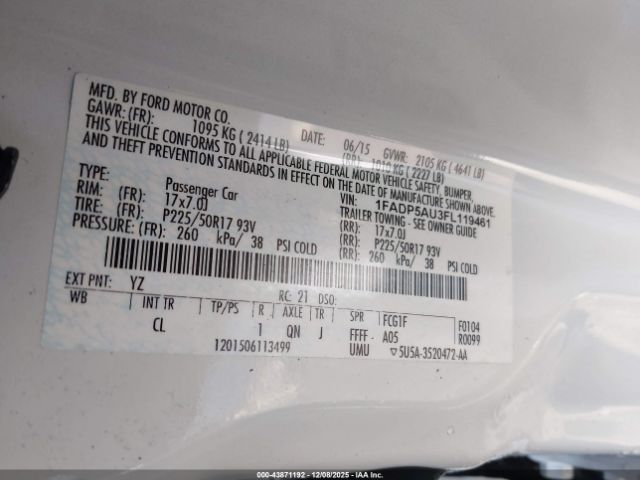 MFD. BY FORD MOTOR CO.
DATE: 06/15 GVWR: 2105 KG ( 4641 LB)
GAWR: (FR): 1095 KG ( 2414 LB) (RR): 1010 KG ( 2227 LB)
THIS VEHICLE CONFORMS TO ALL APPLICABLE FEDERAL MOTOR VEHICLE SAFETY, BUMPER,
AND THEFT PREVENTION STANDARDS IN EFFECT ON THE DATE OF MANUFACTURE SHOWN ABOVE.
VIN: 1FADP5AU3FL119461
TYPE: Passenger Car TRAILER TOWING - SEE OWNER GUIDE
RIM: (FR): 17x7.0J (RR): 17x7.0J
TIRE: (FR): P225/50R17 93V (RR): P225/50R17 93V
PRESSURE: (FR): 260 kPa/ 38 PSI COLD (RR): 260 kPa/ 38 PSI COLD
EXT PNT: YZ RC: 21 DSO:
WB INT TR TP/PS R AXLE TR SPR FCG1F F0104
CL 1 QN J FFFF A05 R0099
1201506113499 UMU ▽5U5A-3520472-AA
000-43871192 - 12/08/2025 - IAA Inc.